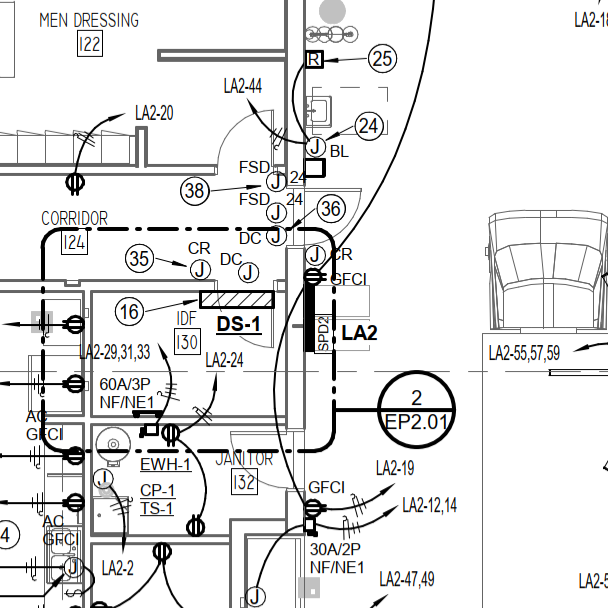 MEN DRESSING
122
LA2-18
R
25
LA2-44
LA2-20
24
J
BL
FSD
J
24
38
FSD
J
24
36
CORRIDOR
124
DC
J
35
CR
J
DC
J
J
CR
GFCI
16
IDF
130
DS-1
SPD2
LA2
LA2-29,31,33
LA2-24
LA2-55,57,59
60A/3P
NF/NE1
2
EP2.01
AC
GFCI
EWH-1
JANITOR
132
CP-1
TS-1
J
GFCI
LA2-19
LA2-12,14
AC
GFCI
4
30A/2P
NF/NE1
LA2-2
J
LA2-47,49
LA2-5
J